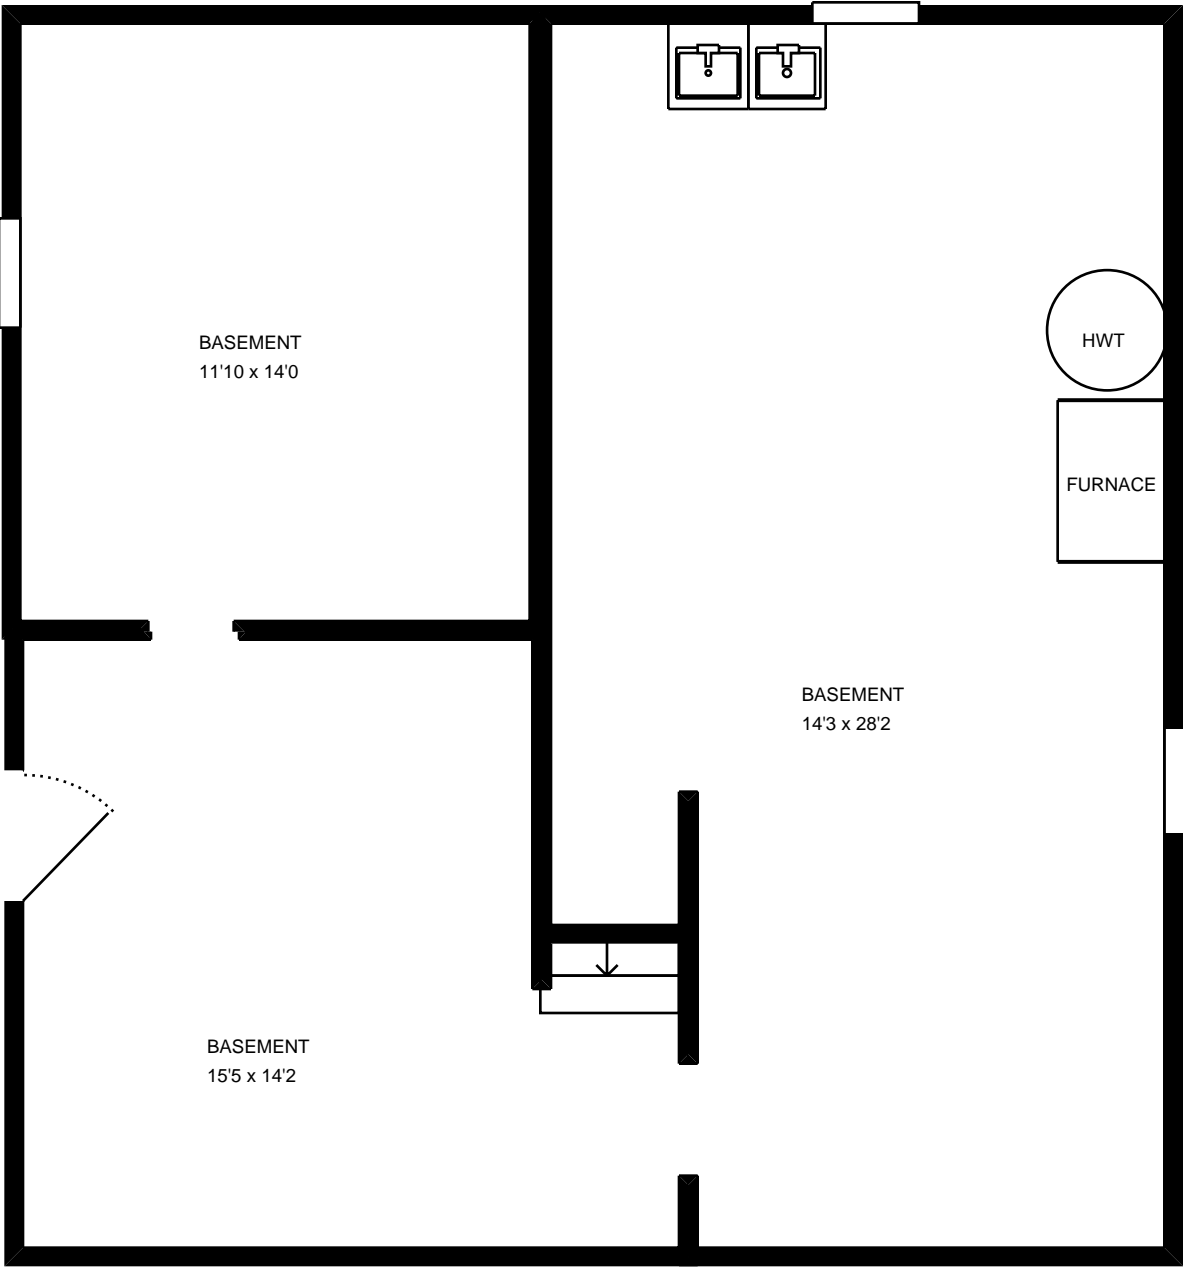 BASEMENT
11'10 x 14'0
HWT
FURNACE
BASEMENT
14'3 x 28'2
BASEMENT
15'5 x 14'2